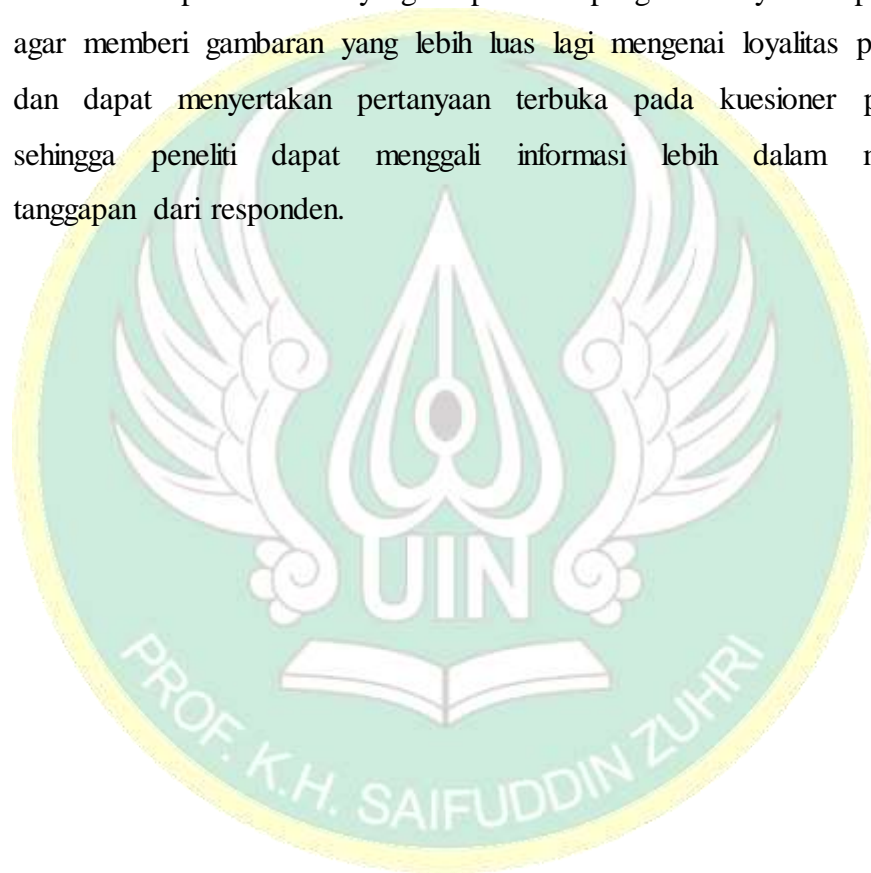 agar memberi gambaran yang lebih luas lagi mengenai loyalitas
dan dapat menyertakan pertanyaan terbuka pada kuesioner
sehingga peneliti dapat menggali informasi lebih dalam
tanggapan dari responden.
UIN
PROF. K.H. SAIFUDDIN ZUHRI